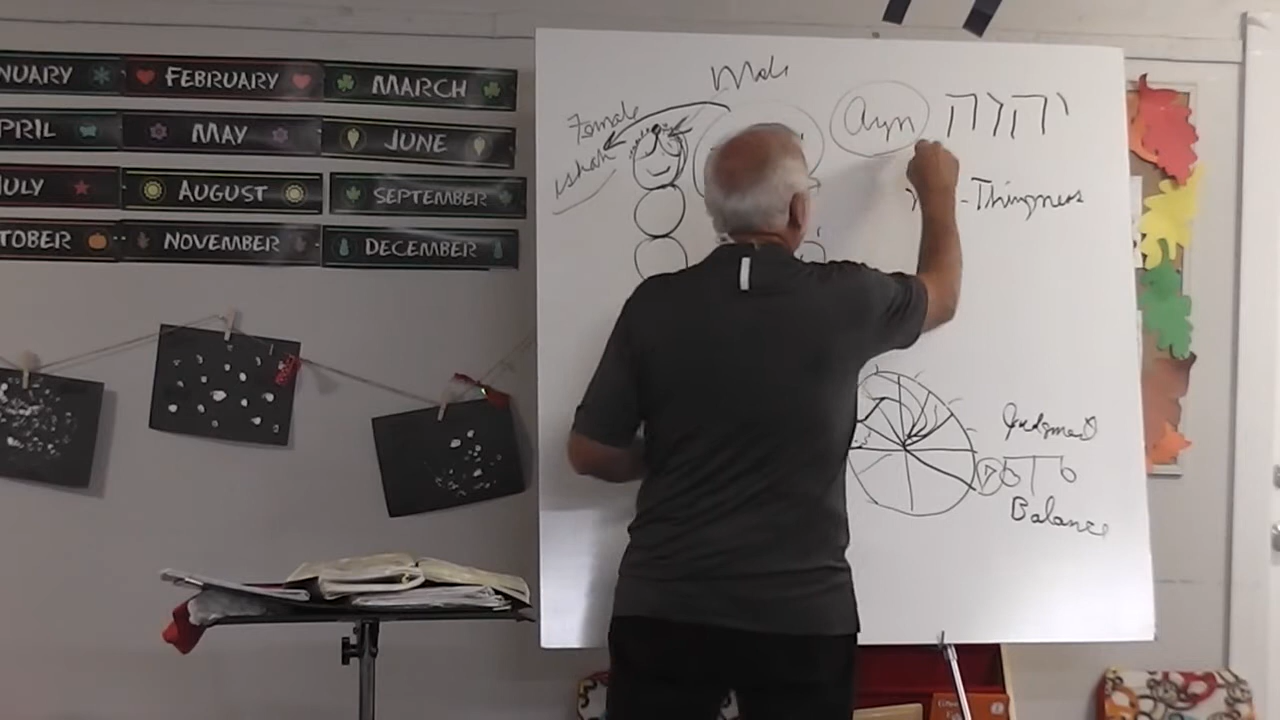 NUARY FEBRUARY MARCH
PRIL MAY JUNE
JULY AUGUST SEPTEMBER
TOBER NOVEMBER DECEMBER
Male
Female
ishah
Ayn
יהוה
-Thingness
Judgment
Balance